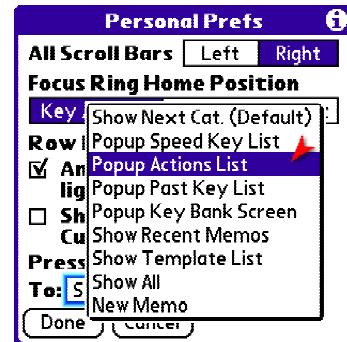 Personal Prefs
All Scroll Bars Left Right
Focus Ring Home Position
Key
Show Next Cat. (Default)
Popup Speed Key List
Row
Popup Actions List
Popup Past Key List
lig
Popup Key Bank Screen
Sh
Show Recent Memos
Cu
Show Template List
Press
Show All
To: S
New Memo
Done Cancel